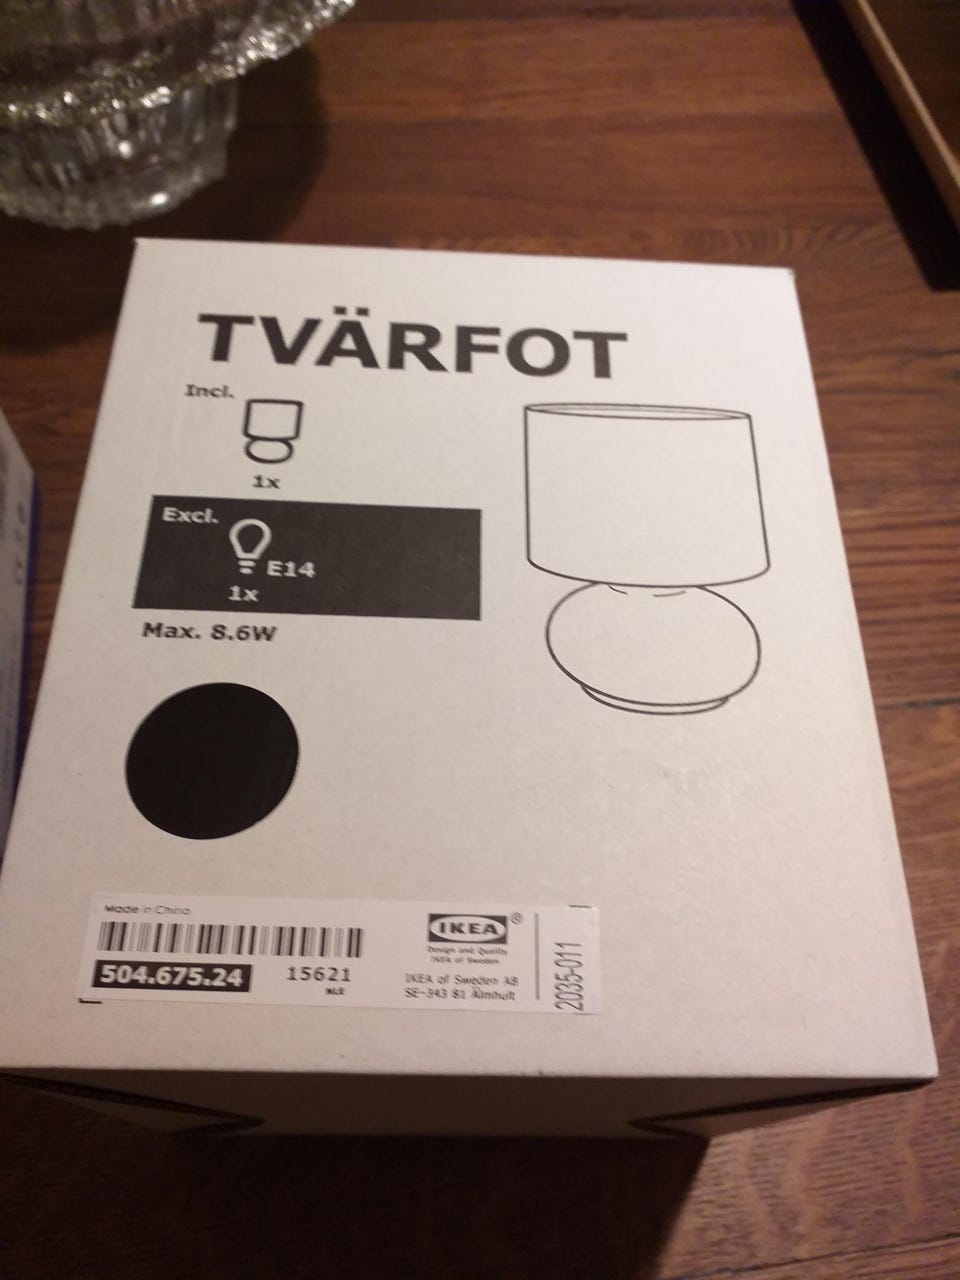 TVÄRFOT
Incl.
1x
Excl.
E14
1x
Max. 8.6W
Made in China
504.675.24
15621
IKEA®
Design and Quality
IKEA of Sweden
IKEA of Sweden AB
SE-343 81 Älmhult
2035-011